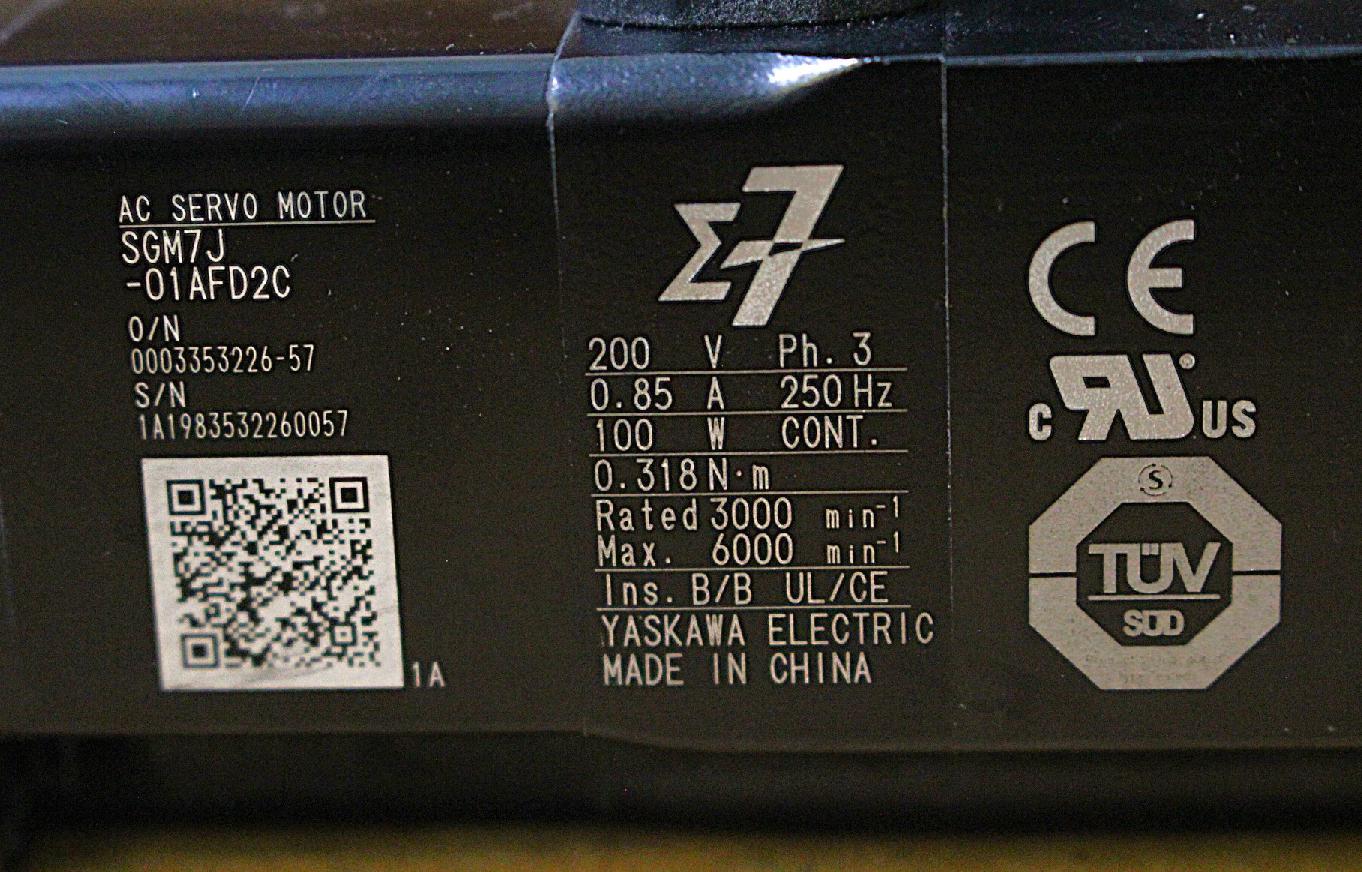 AC SERVO MOTOR
SGM7J
-01AFD2C
O/N
0003353226-57
S/N
1A1983532260057
1A
Σ7
200 V Ph. 3
0.85 A 250 Hz
100 W CONT.
0.318 N·m
Rated 3000 min⁻¹
Max. 6000 min⁻¹
Ins. B/B UL/CE
YASKAWA ELECTRIC
MADE IN CHINA
CE
C RU ® US
S
TÜV
SÜD